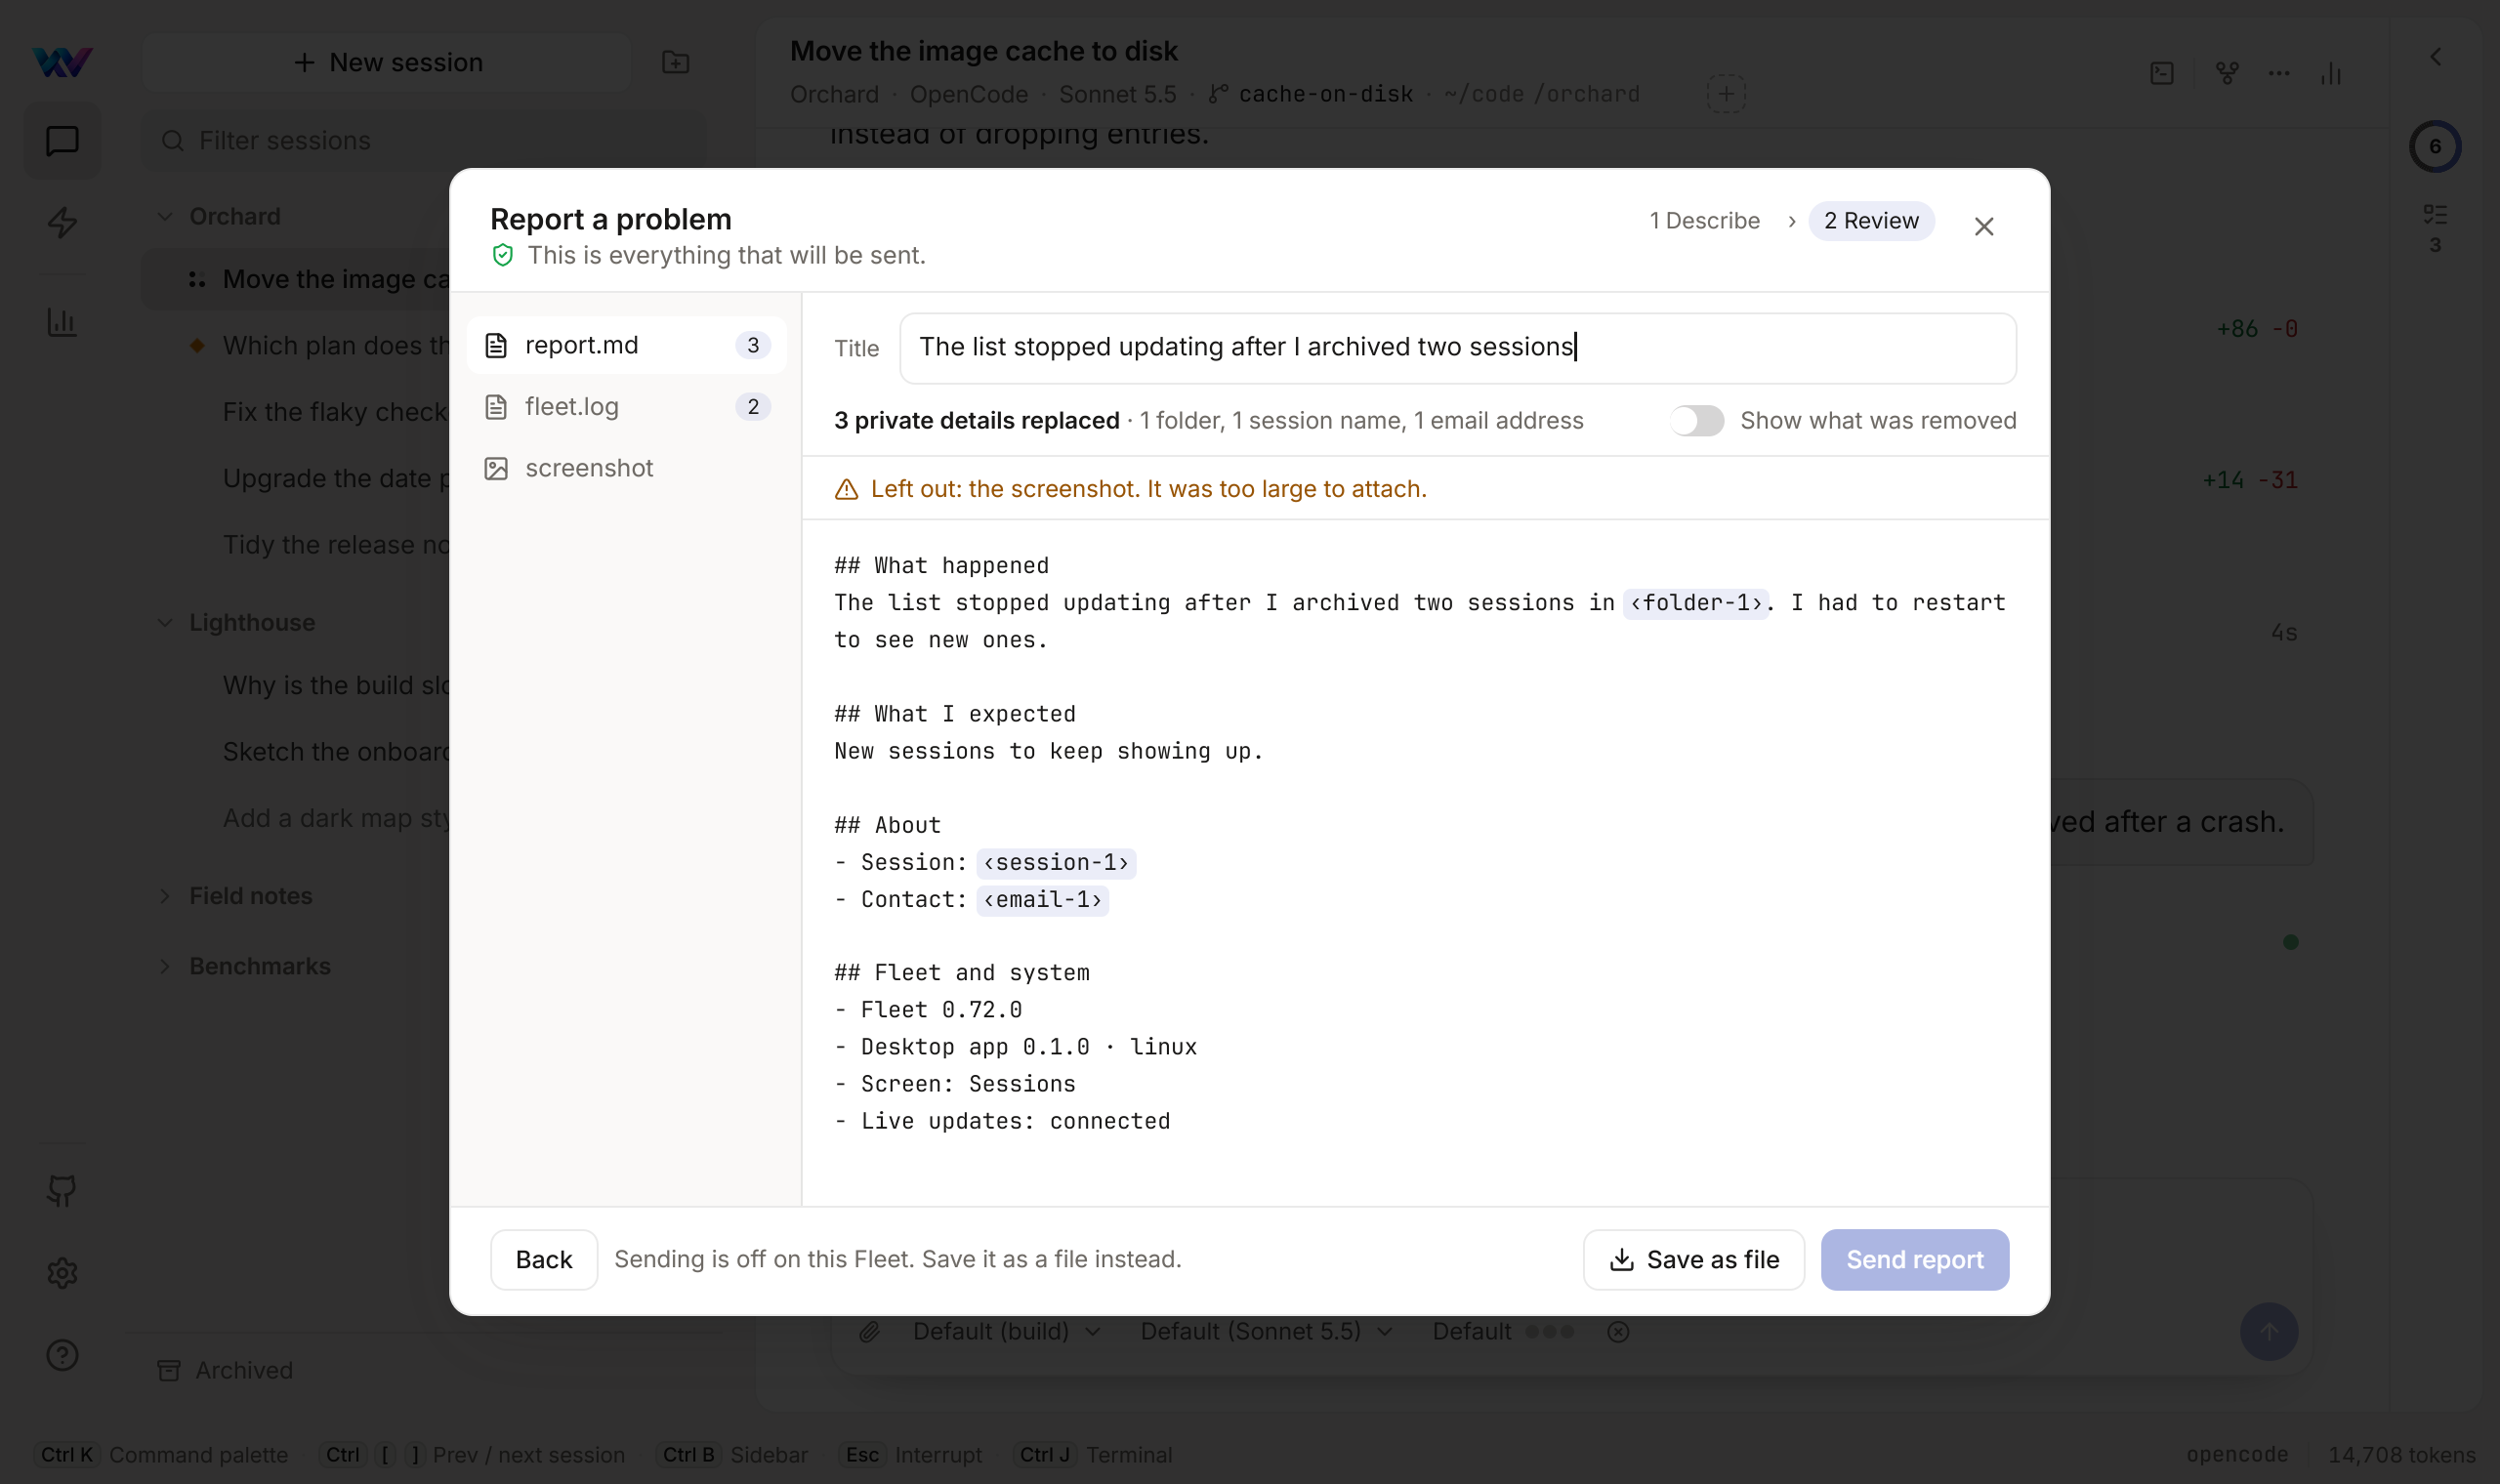 New session
Filter sessions
Orchard
Move the image ca
Which plan does th
Fix the flaky check
Upgrade the date p
Tidy the release no
Lighthouse
Why is the build slo
Sketch the onboard
Add a dark map sty
Field notes
Benchmarks
Archived
Move the image cache to disk
Orchard · OpenCode · Sonnet 5.5 · cache-on-disk · ~/code /orchard
instead of dropping entries.
6
3
+86 -0
+14 -31
4s
ved after a crash.
Report a problem
This is everything that will be sent.
1 Describe › 2 Review
report.md 3
fleet.log 2
screenshot
Title The list stopped updating after I archived two sessions
3 private details replaced · 1 folder, 1 session name, 1 email address
Show what was removed
Left out: the screenshot. It was too large to attach.
## What happened
The list stopped updating after I archived two sessions in ‹folder-1›. I had to restart
to see new ones.
## What I expected
New sessions to keep showing up.
## About
- Session: ‹session-1›
- Contact: ‹email-1›
## Fleet and system
- Fleet 0.72.0
- Desktop app 0.1.0 · linux
- Screen: Sessions
- Live updates: connected
Back
Sending is off on this Fleet. Save it as a file instead.
Save as file
Send report
Default (build)
Default (Sonnet 5.5)
Default
Ctrl K Command palette
Ctrl [ ] Prev / next session
Ctrl B Sidebar
Esc Interrupt
Ctrl J Terminal
opencode
14,708 tokens